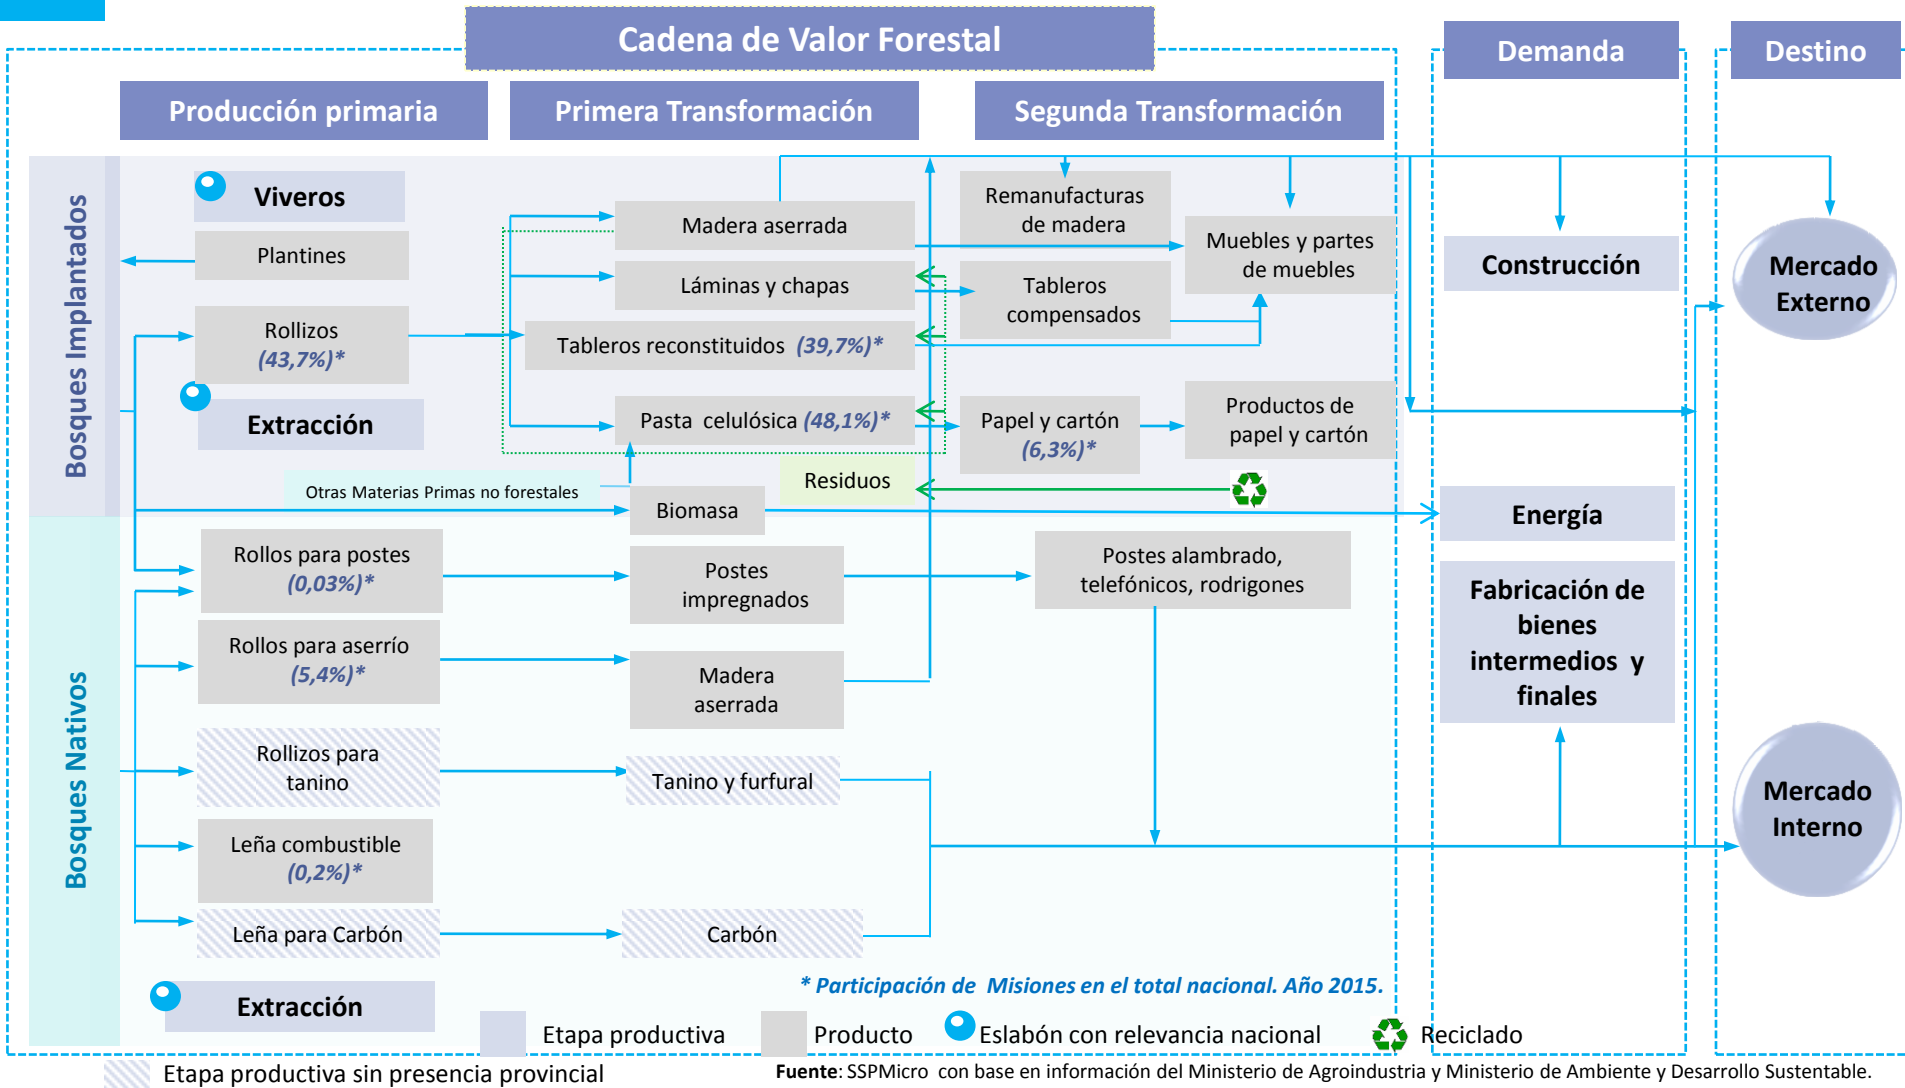 Cadena de Valor Forestal
Demanda
Destino
Producción primaria
Primera Transformación
Segunda Transformación
Bosques Implantados
Viveros
Plantines
Rollizos
(43,7%)*
Extracción
Madera aserrada
Láminas y chapas
Tableros reconstituidos (39,7%)*
Pasta celulósica (48,1%)*
Otras Materias Primas no forestales
Residuos
Biomasa
Remanufacturas
de madera
Muebles y partes
de muebles
Tableros
compensados
Papel y cartón
(6,3%)*
Productos de
papel y cartón
Construcción
Energía
Fabricación de
bienes
intermedios y
finales
Mercado
Externo
Mercado
Interno
Bosques Nativos
Rollos para postes
(0,03%)*
Postes
impregnados
Postes alambrado,
telefónicos, rodrigones
Rollos para aserrío
(5,4%)*
Madera
aserrada
Rollizos para
tanino
Tanino y furfural
Leña combustible
(0,2%)*
Leña para Carbón
Carbón
Extracción
* Participación de Misiones en el total nacional. Año 2015.
Etapa productiva
Producto
Eslabón con relevancia nacional
Reciclado
Etapa productiva sin presencia provincial
Fuente: SSPMicro con base en información del Ministerio de Agroindustria y Ministerio de Ambiente y Desarrollo Sustentable.